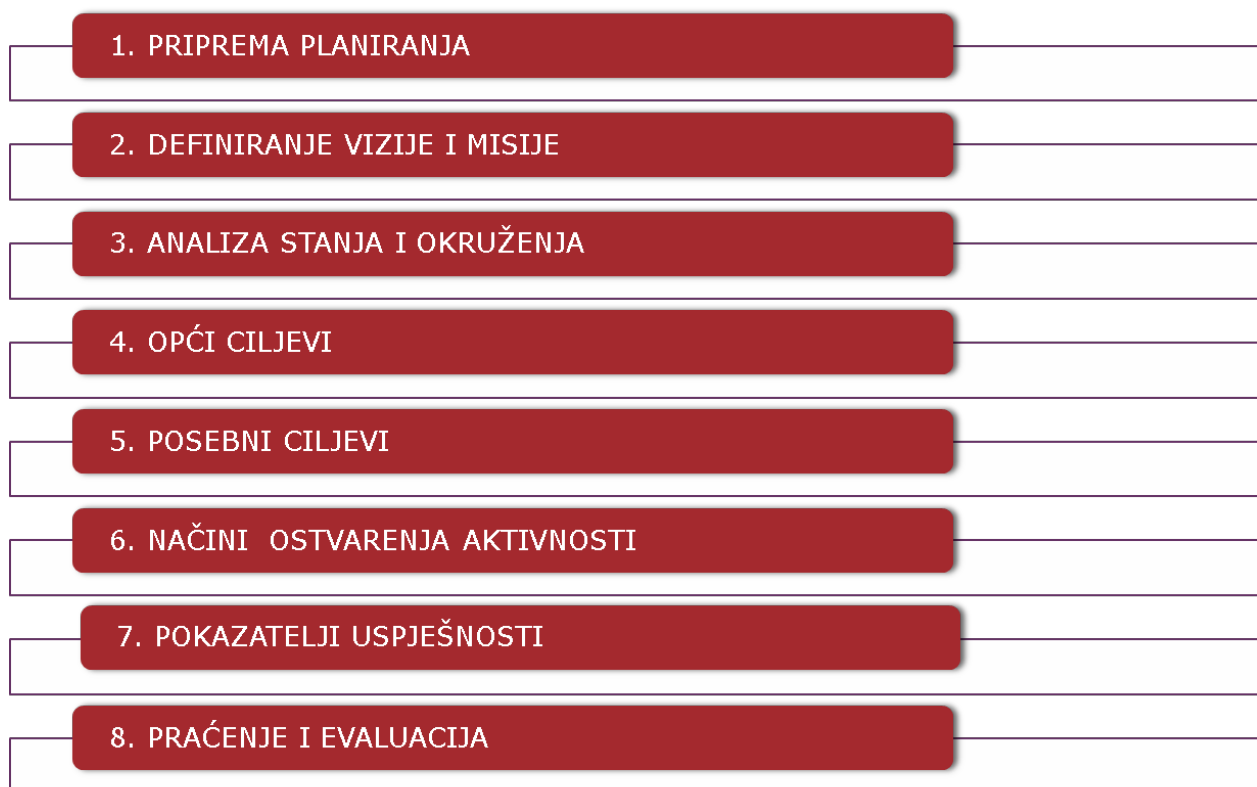 1. PRIPREMA PLANIRANJA
2. DEFINIRANJE VIZIJE I MISIJE
3. ANALIZA STANJA I OKRUŽENJA
4. OPĆI CILJEVI
5. POSEBNI CILJEVI
6. NAČINI OSTVARENJA AKTIVNOSTI
7. POKAZATELJI USPJEŠNOSTI
8. PRAĆENJE I EVALUACIJA